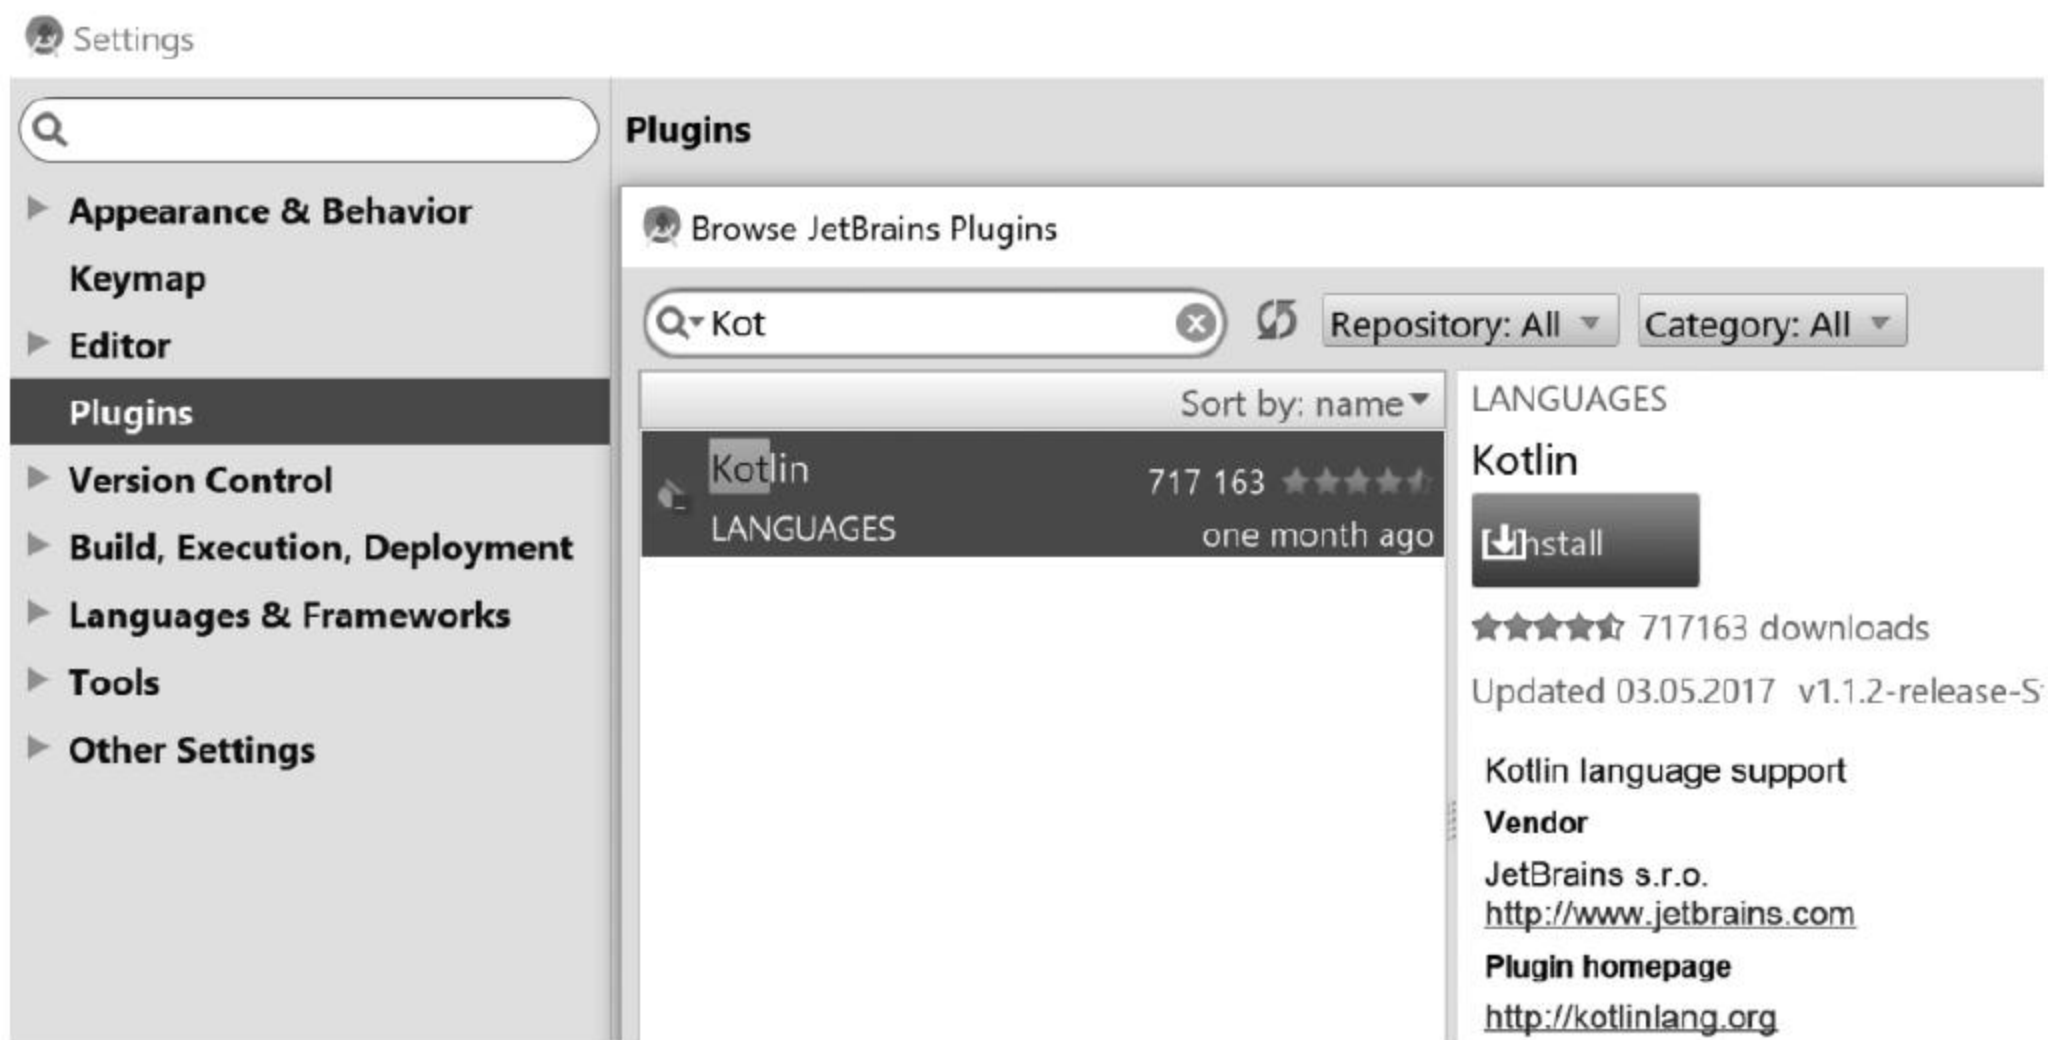 Settings
Plugins
Appearance & Behavior
Keymap
Editor
Plugins
Version Control
Build, Execution, Deployment
Languages & Frameworks
Tools
Other Settings
Browse JetBrains Plugins
Kot
Repository: All
Category: All
Sort by: name
Kotlin
717 163
LANGUAGES
one month ago
LANGUAGES
Kotlin
Install
717163 downloads
Updated 03.05.2017 v1.1.2-release-S
Kotlin language support
Vendor
JetBrains s.r.o.
http://www.jetbrains.com
Plugin homepage
http://kotlinlang.org